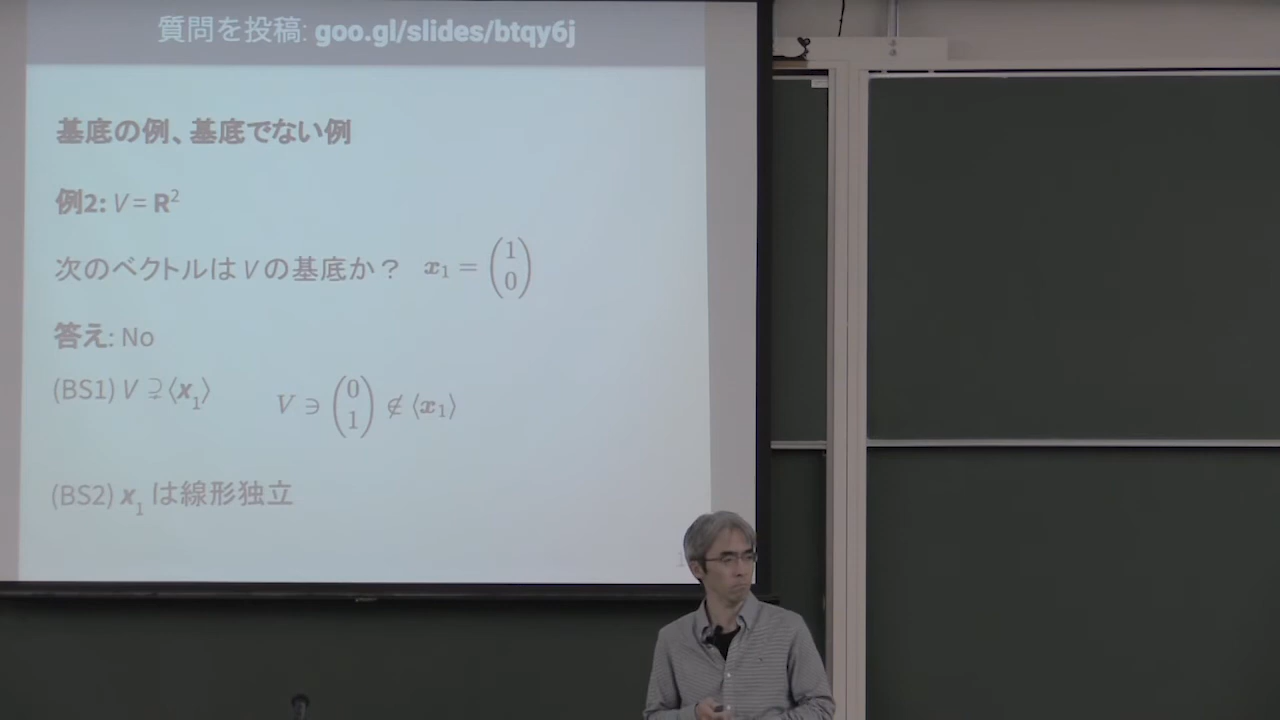 質問を投稿: goo.gl/slides/btqy6j
基底の例、基底でない例
例2: V = R²
次のベクトルは V の基底か？ x₁ = (1 0)
答え: No
(BS1) V ⊋ ⟨x₁⟩ V ∋ (0 1) ∉ ⟨x₁⟩
(BS2) x₁ は線形独立